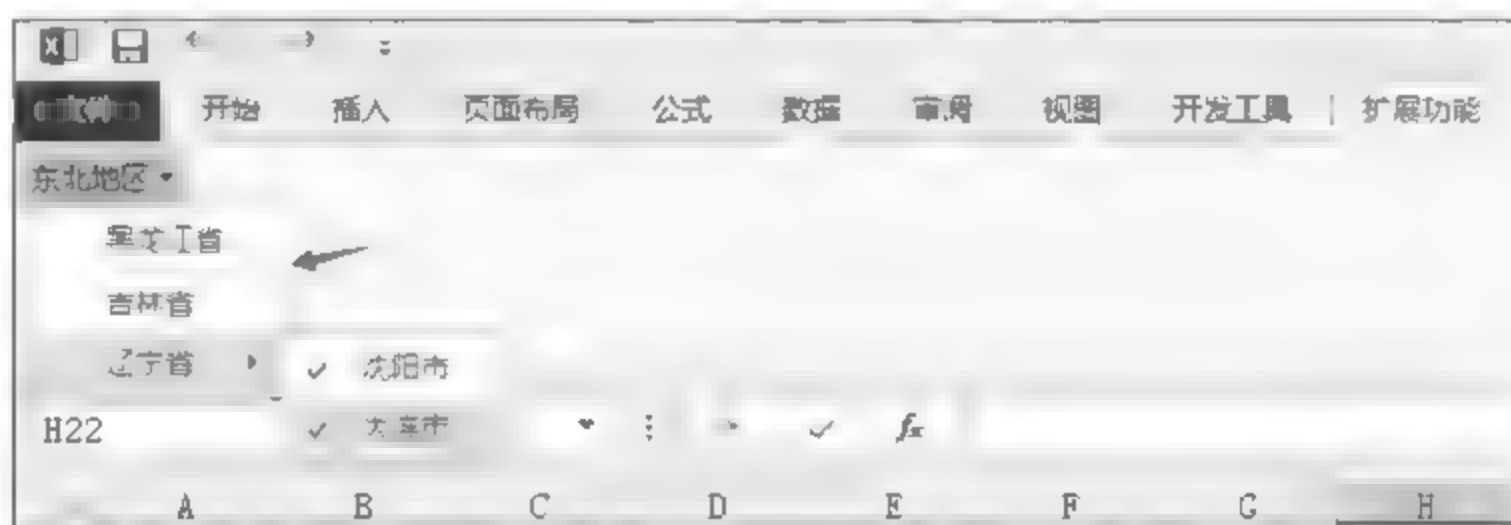 文件 开始 插入 页面布局 公式 数据 审阅 视图 开发工具 扩展功能
东北地区
黑龙江省
吉林省
辽宁省 沈阳市
H22 大连市 fx
A B C D E F G H